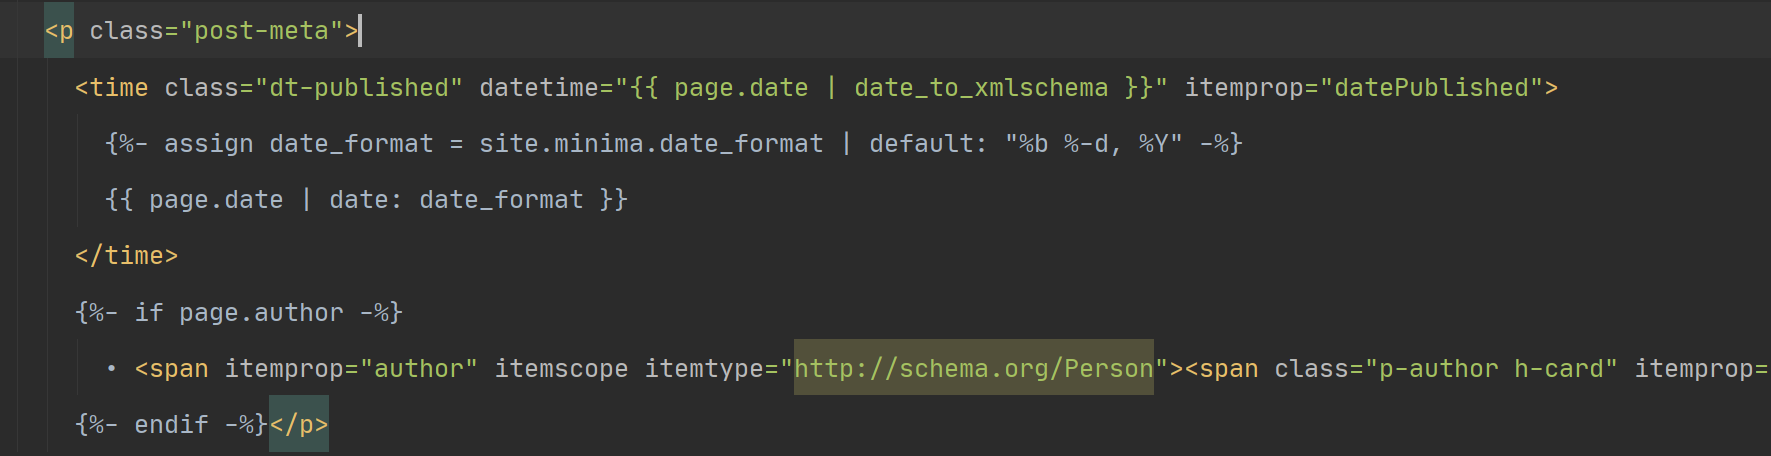 <p class="post-meta">
<time class="dt-published" datetime="{{ page.date | date_to_xmlschema }}" itemprop="datePublished">
{%- assign date_format = site.minima.date_format | default: "%b %-d, %Y" -%}
{{ page.date | date: date_format }}
</time>
{%- if page.author -%}
• <span itemprop="author" itemscope itemtype="http://schema.org/Person"><span class="p-author h-card" itemprop=
{%- endif -%}</p>